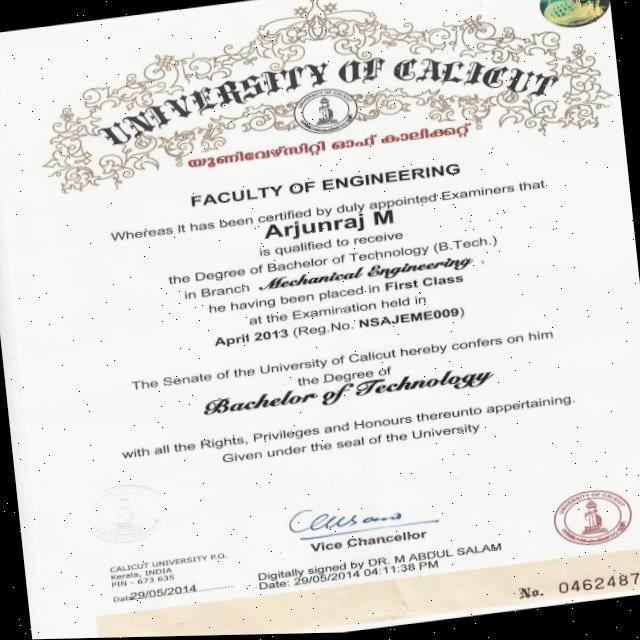 UNIVERSITY OF CALICUT
യൂണിവേഴ്സിറ്റി ഓഫ് കാലിക്കറ്റ്
FACULTY OF ENGINEERING
Whereas It has been certified by duly appointed Examiners that
Arjunraj M
is qualified to receive
the Degree of Bachelor of Technology (B.Tech.)
in Branch Mechanical Engineering,
he having been placed in First Class
at the Examination held in
April 2013 (Reg.No. NSAJEME009)
The Senate of the University of Calicut hereby confers on him
the Degree of
Bachelor of Technology
with all the Rights, Privileges and Honours thereunto appertaining.
Given under the seal of the University
Vice Chancellor
CALICUT UNIVERSITY P.O.
Kerala, INDIA
PIN - 673 635
Date29/05/2014
Digitally signed by DR. M ABDUL SALAM
Date: 29/05/2014 04:11:38 PM
UNIVERSITY OF CALICUT
No. 0462487